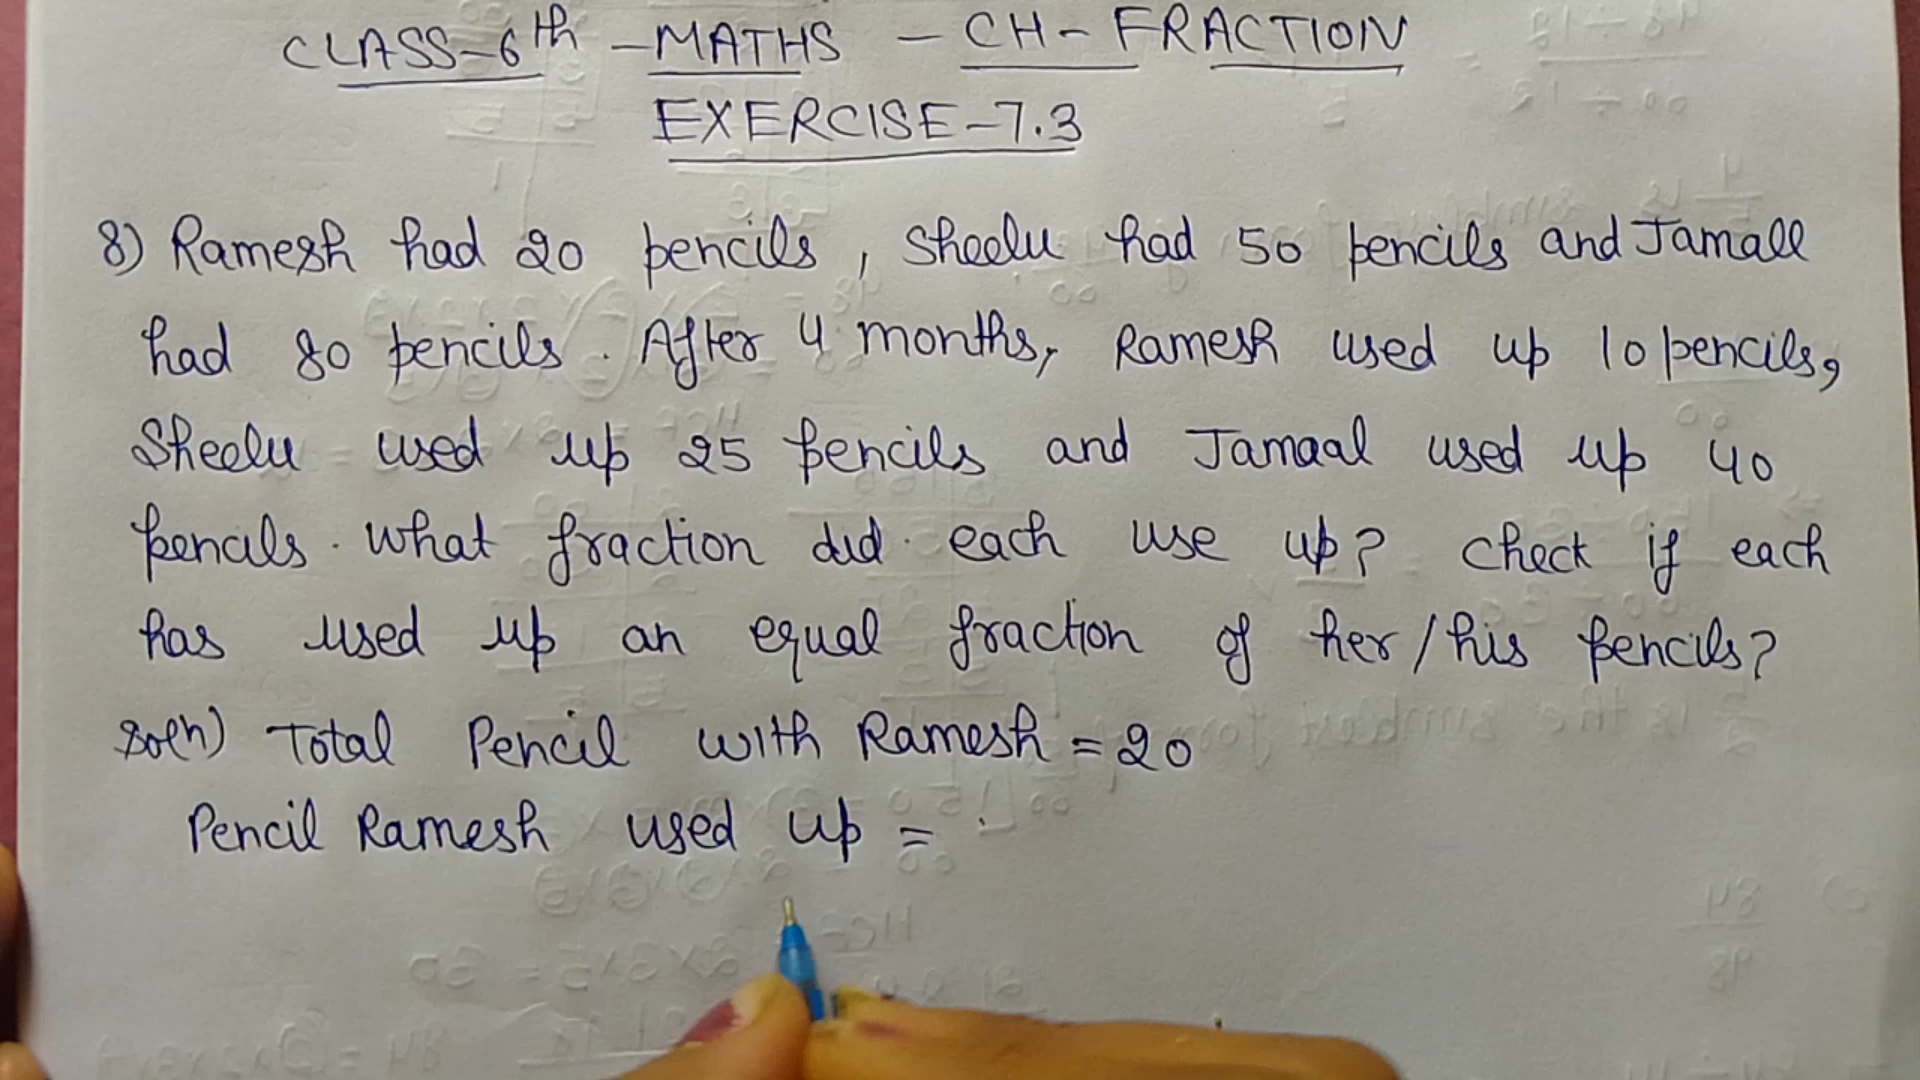 CLASS-6th - MATHS - CH- FRACTION
EXERCISE-7.3
8) Ramesh had 20 pencils, Sheelu had 50 pencils and Jamall
had 80 pencils. After 4 months, Ramesh used up 10 pencils,
Sheelu used up 25 pencils and Jamaal used up 40
pencils. What fraction did each use up? Check if each
has used up an equal fraction of her/his pencils?
Soln) Total Pencil with Ramesh = 20
Pencil Ramesh used up =